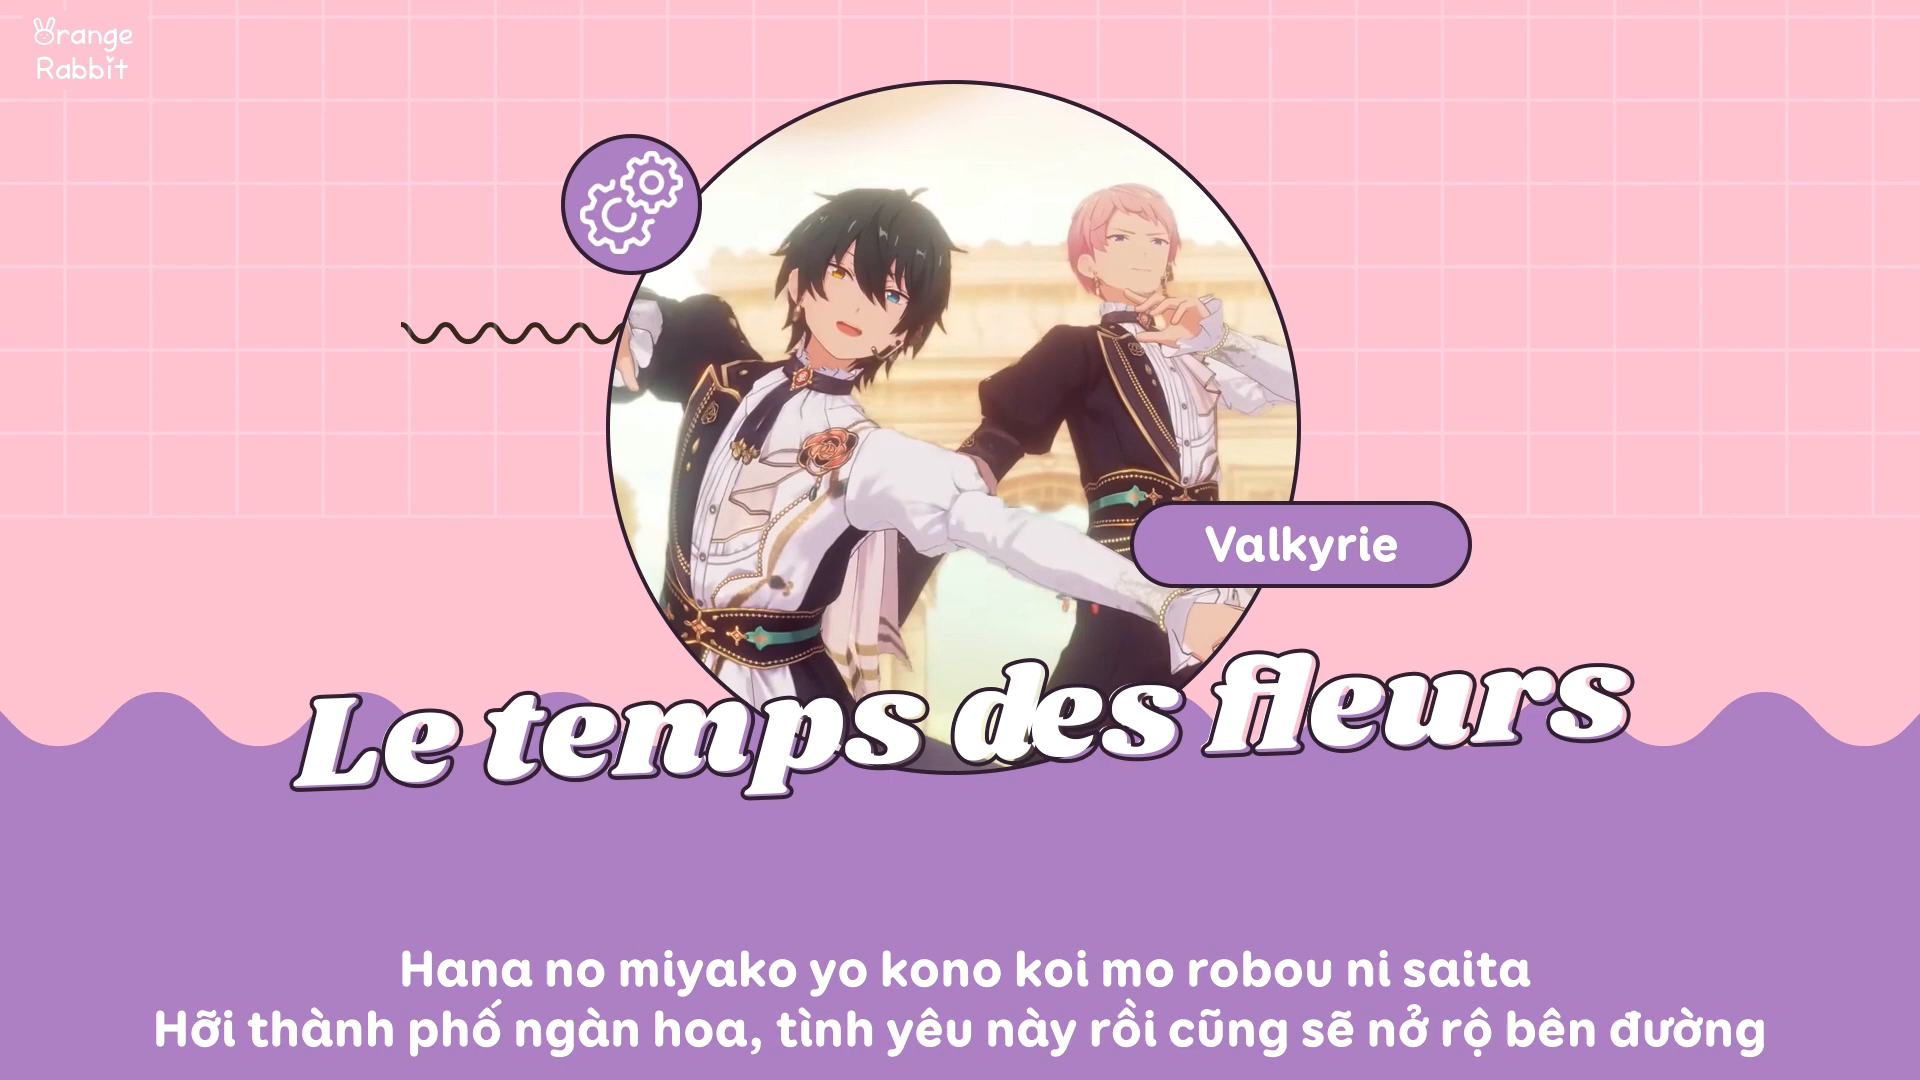 Orange
Rabbit
Valkyrie
Le temps des fleurs
Hana no miyako yo kono koi mo robou ni saita
Hỡi thành phố ngàn hoa, tình yêu này rồi cũng sẽ nở rộ bên đường